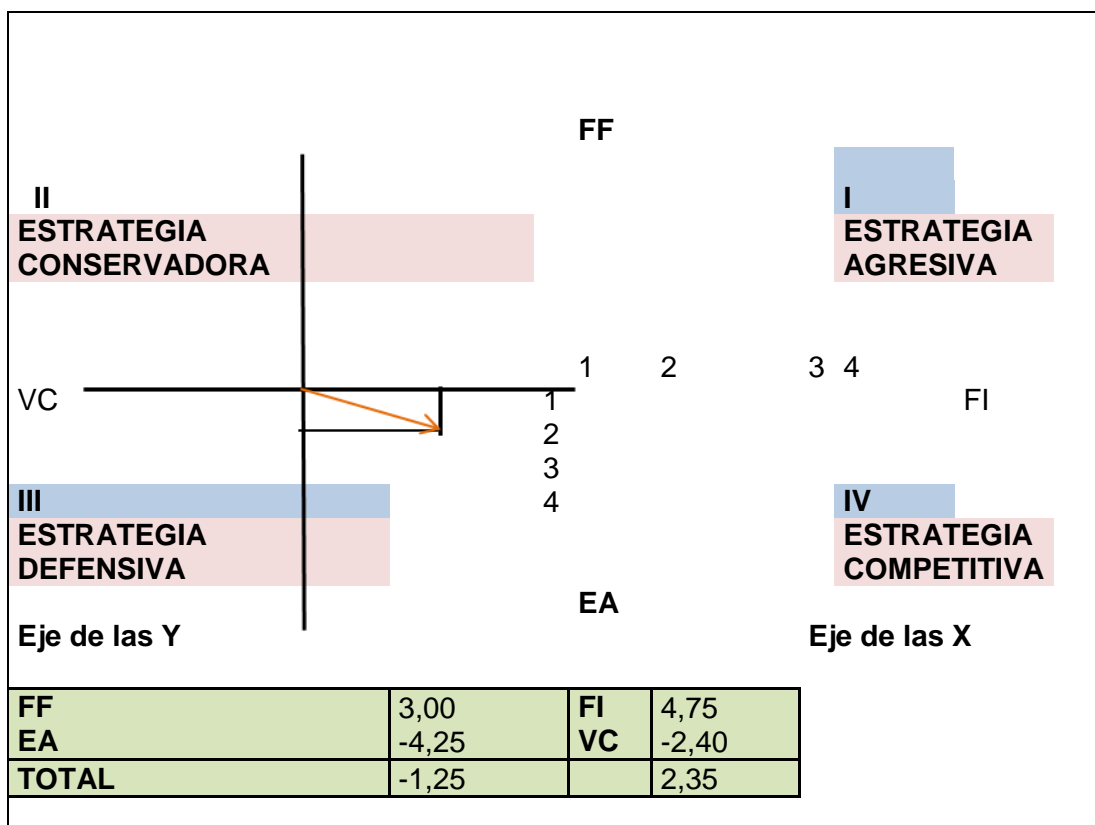 FF
II I
ESTRATEGIA ESTRATEGIA
CONSERVADORA AGRESIVA
1 2 3 4
VC 1 FI
2
3
III 4 IV
ESTRATEGIA ESTRATEGIA
DEFENSIVA COMPETITIVA
EA
Eje de las Y Eje de las X
FF 3,00 FI 4,75
EA -4,25 VC -2,40
TOTAL -1,25 2,35